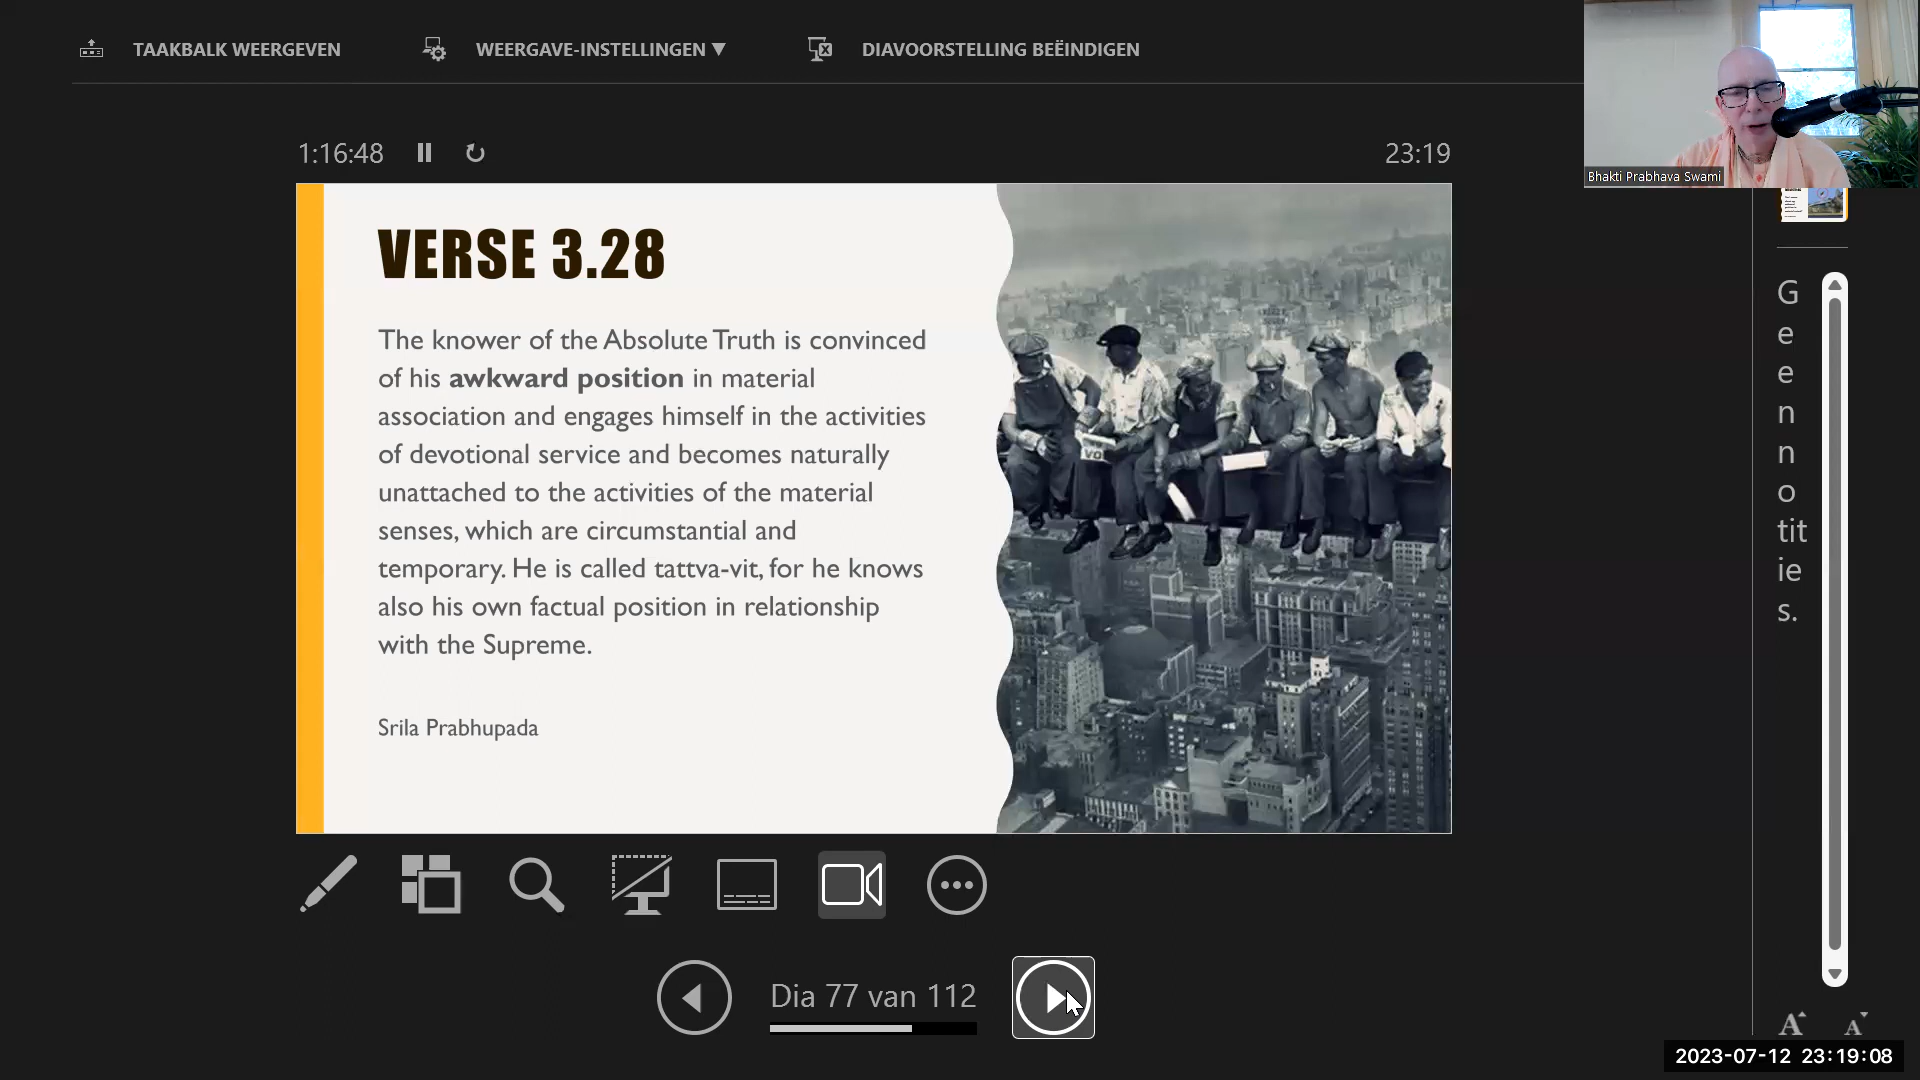 TAAKBALK WEERGEVEN
WEERGAVE-INSTELLINGEN ▼
DIAVOORSTELLING BEËINDIGEN
Bhakti Prabhava Swami
1:16:48
23:19
VERSE 3.28
The knower of the Absolute Truth is convinced
of his awkward position in material
association and engages himself in the activities
of devotional service and becomes naturally
unattached to the activities of the material
senses, which are circumstantial and
temporary. He is called tattva-vit, for he knows
also his own factual position in relationship
with the Supreme.
Srila Prabhupada
VO
G
e
e
n
n
o
tit
ie
s.
Dia 77 van 112
A A
2023-07-12 23:19:08